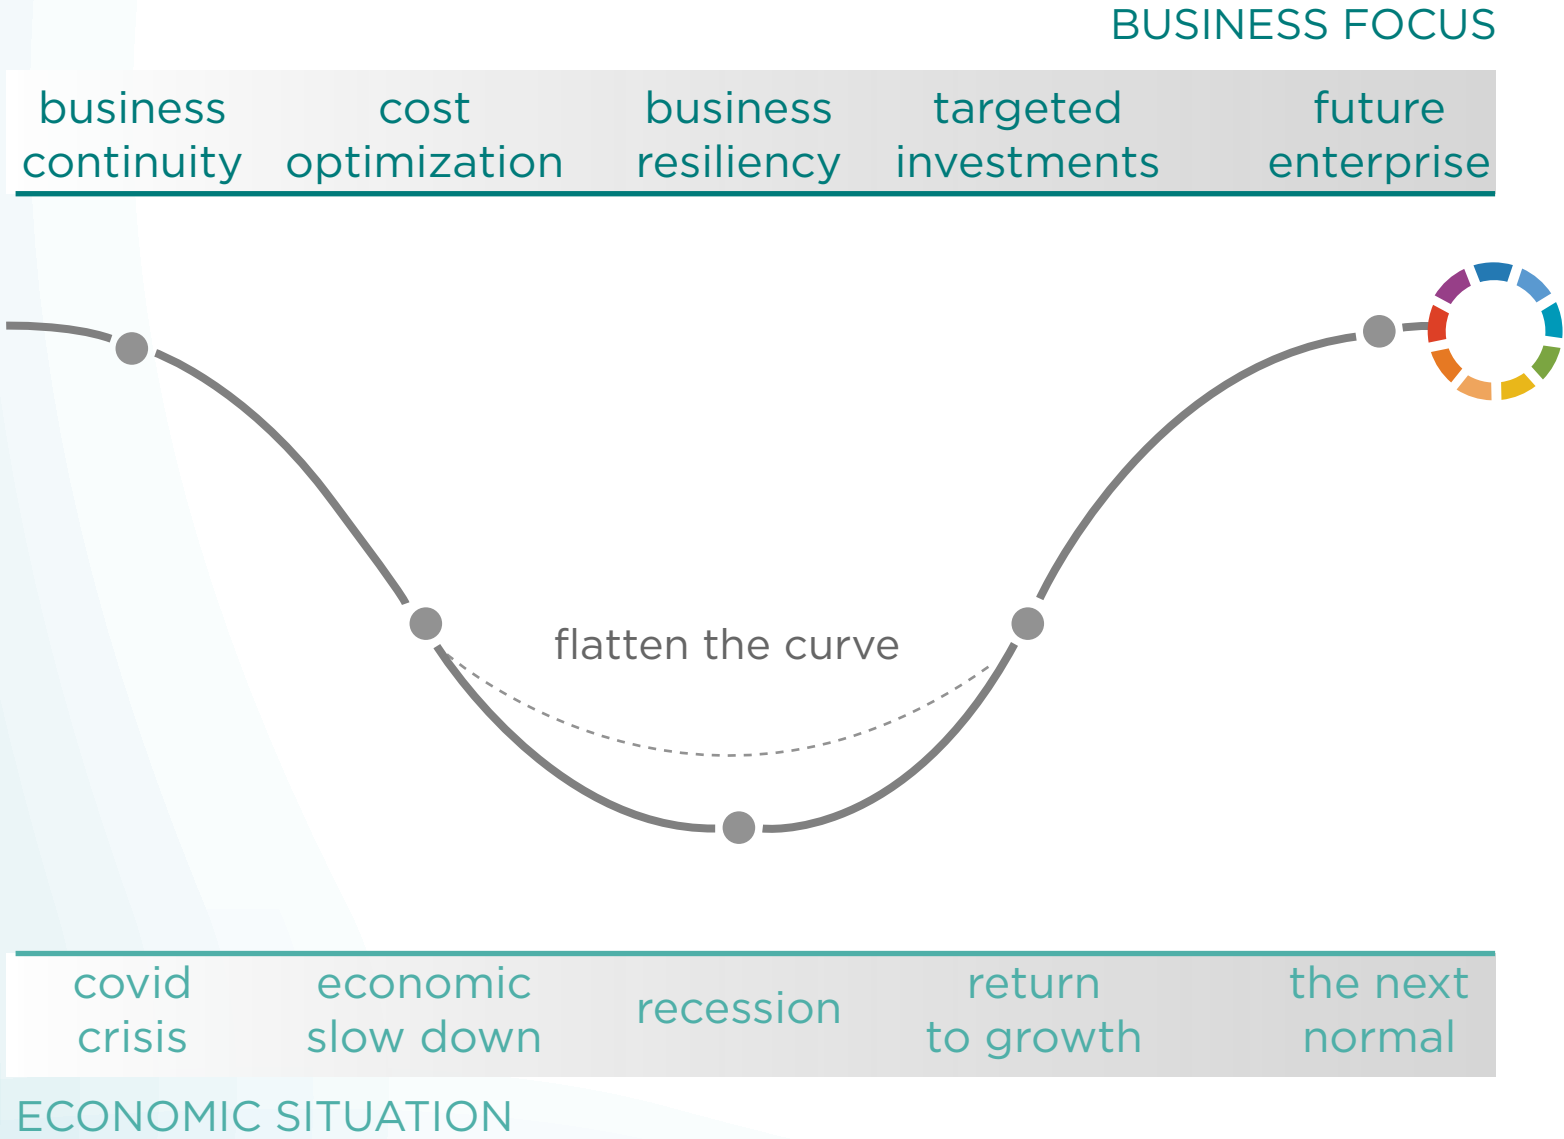 BUSINESS FOCUS
business
continuity
cost
optimization
business
resiliency
targeted
investments
future
enterprise
flatten the curve
covid
crisis
economic
slow down
recession
return
to growth
the next
normal
ECONOMIC SITUATION